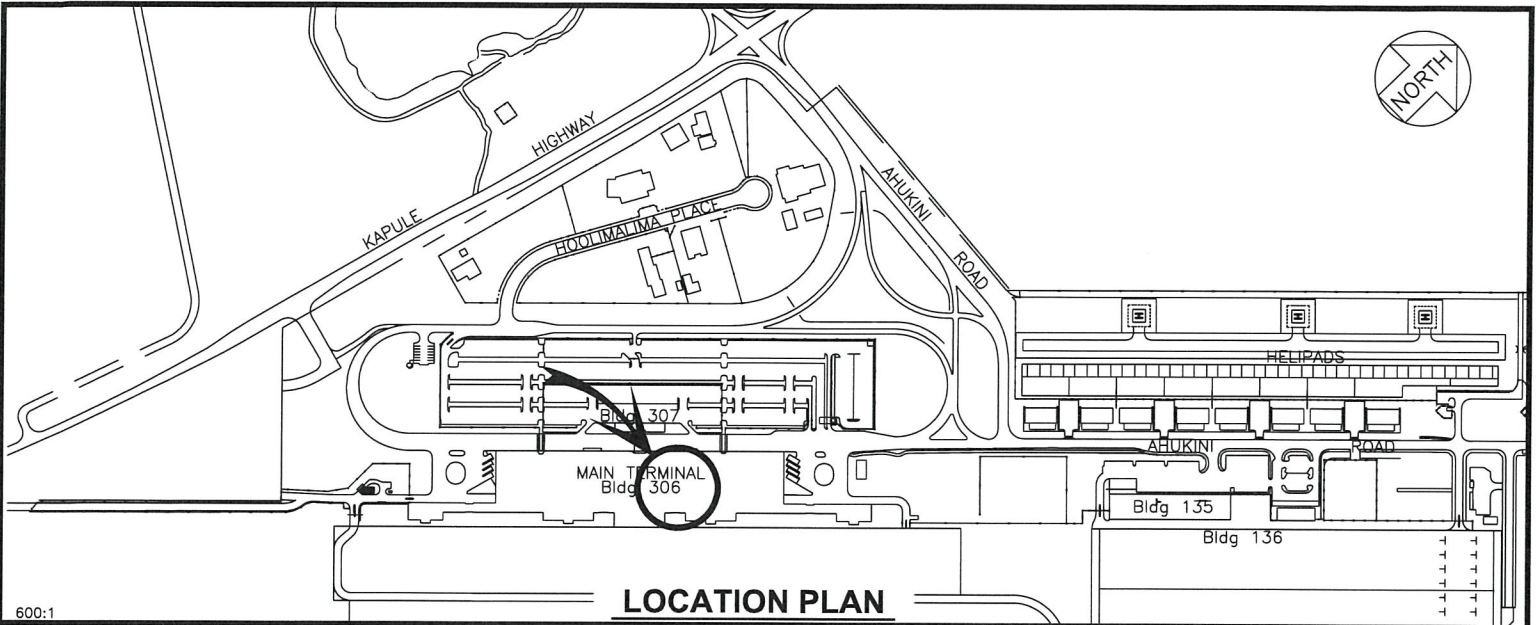 NORTH
HIGHWAY
KAPULE
HOOLIMALIMA PLACE
AHUKINI
ROAD
HELIPADS
H
H
H
Bldg 307
MAIN TERMINAL
Bldg 306
AHUKINI ROAD
Bldg 135
Bldg 136
LOCATION PLAN
600:1